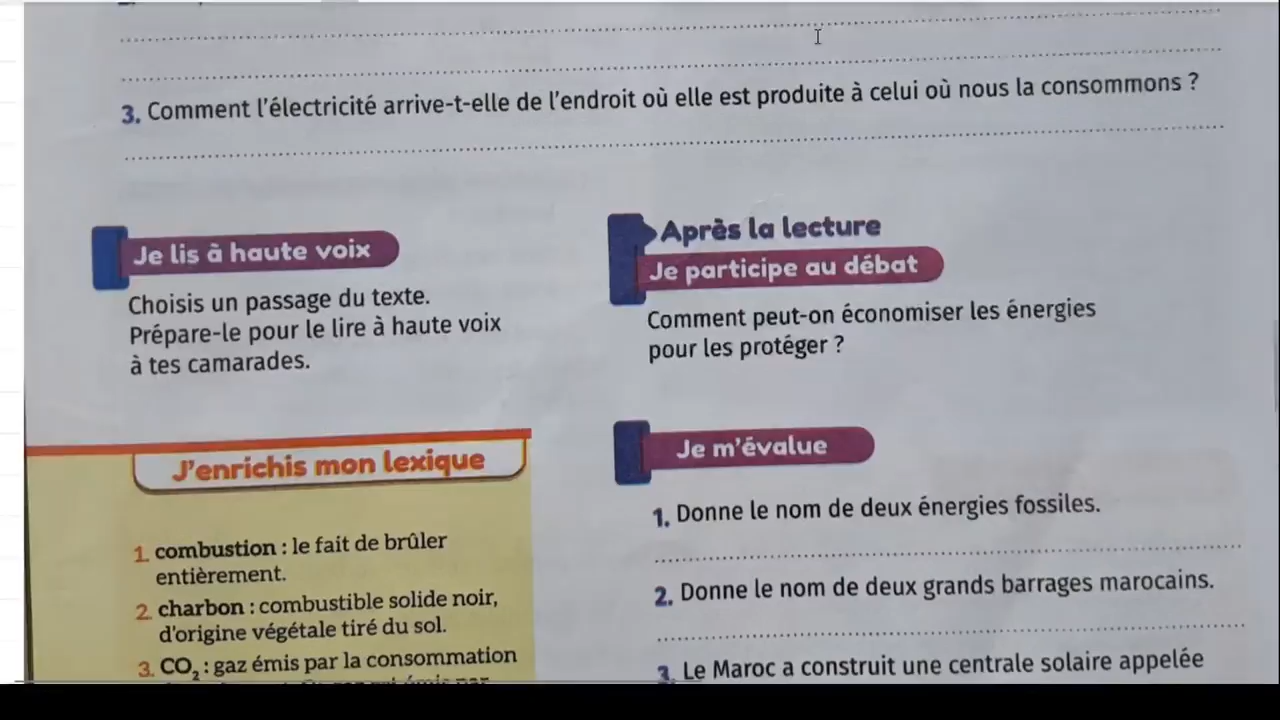 3. Comment l'électricité arrive-t-elle de l'endroit où elle est produite à celui où nous la consommons ?
Je lis à haute voix
Choisis un passage du texte.
Prépare-le pour le lire à haute voix
à tes camarades.
Après la lecture
Je participe au débat
Comment peut-on économiser les énergies
pour les protéger ?
J'enrichis mon lexique
1. combustion : le fait de brûler
entièrement.
2. charbon : combustible solide noir,
d'origine végétale tiré du sol.
3. CO₂ : gaz émis par la consommation
Je m'évalue
1. Donne le nom de deux énergies fossiles.
2. Donne le nom de deux grands barrages marocains.
3. Le Maroc a construit une centrale solaire appelée